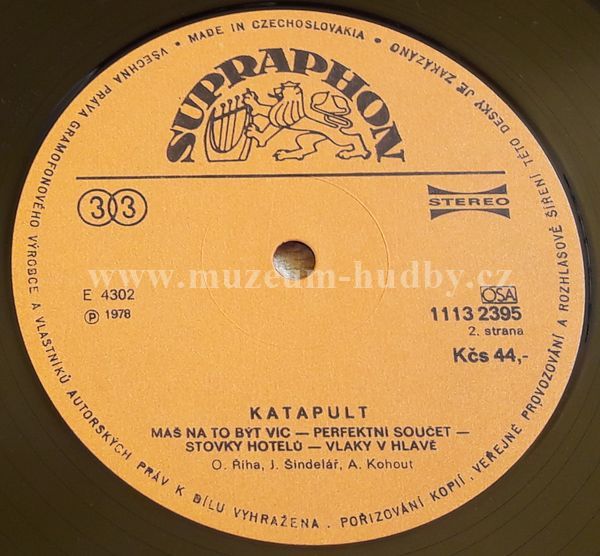 VŠECHNA PRÁVA GRAMOFONOVÉHO VÝROBCE A VLASTNÍKŮ AUTORSKÝCH PRÁV K DÍLU VYHRAŽENA. POŘIZOVÁNÍ KOPIÍ, VEŘEJNÉ PROVOZOVÁNÍ A ROZHLASOVÉ ŠÍŘENÍ TÉTO DESKY JE ZAKÁZÁNO
• MADE IN CZECHOSLOVAKIA •
SUPRAPHON
33
STEREO
www.muzeum-hudby.cz
E 4302
OSA
Ⓟ 1978
1113 2395
2. strana
Kčs 44,-
KATAPULT
MÁŠ NA TO BÝT VÍC — PERFEKTNÍ SOUČET —
STOVKY HOTELŮ — VLAKY V HLAVĚ
O. Říha, J. Šindelář, A. Kohout